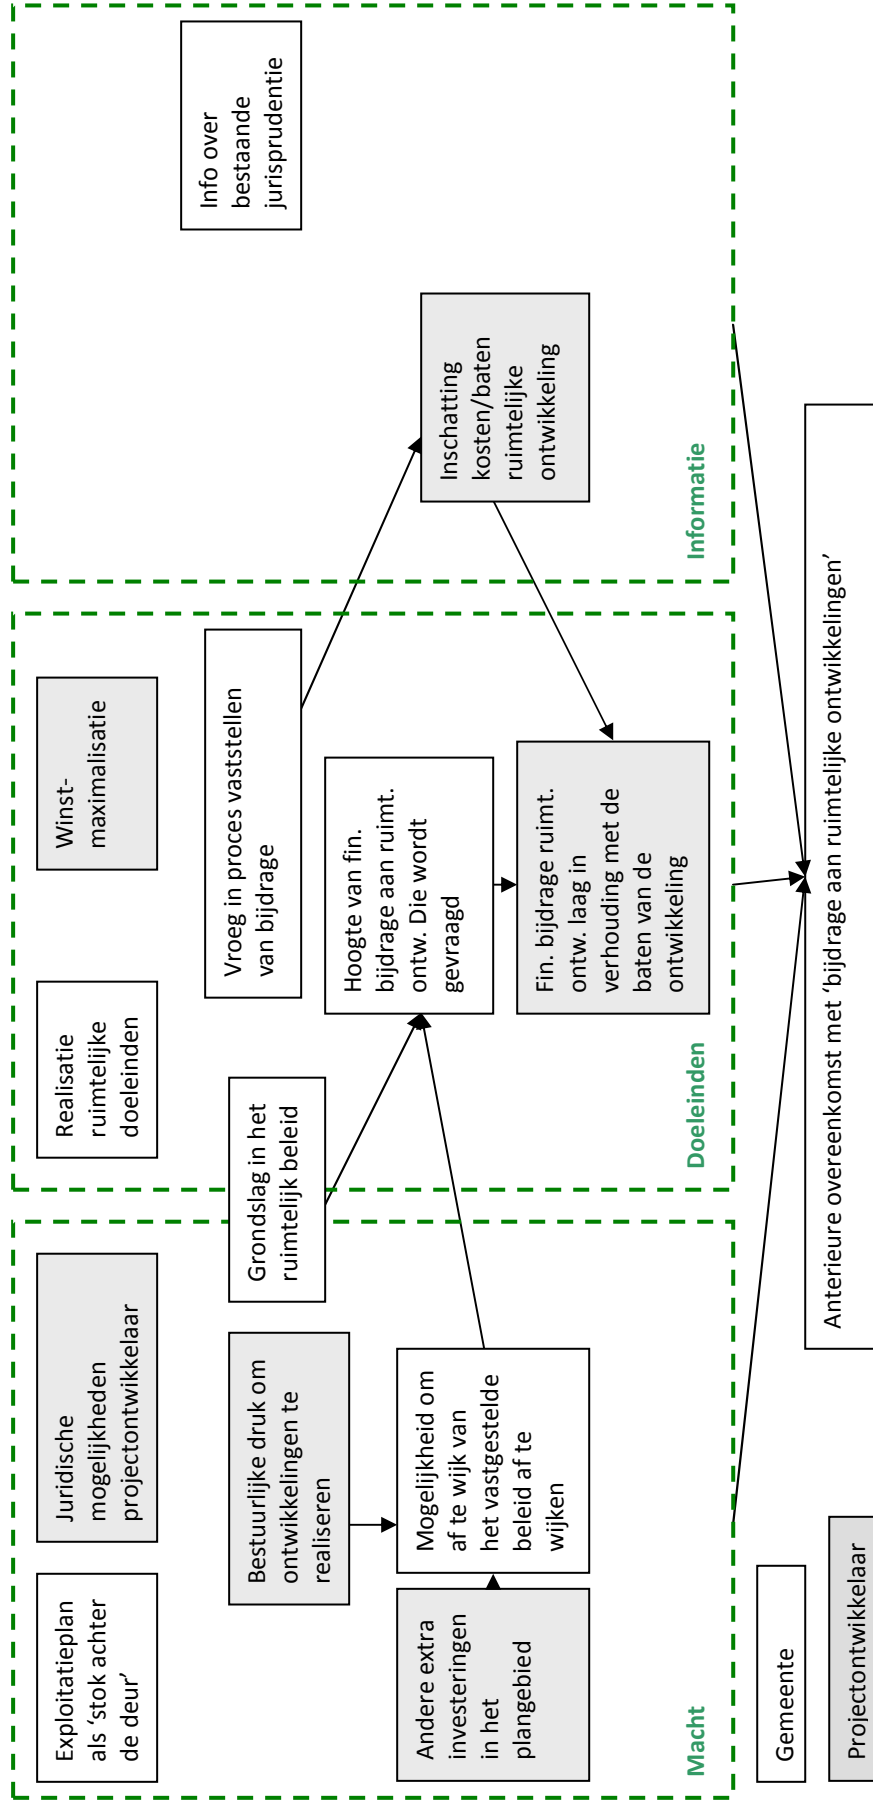 Exploitatieplan
als ‘stok achter
de deur’
Juridische
mogelijkheden
projectontwikkelaar
Bestuurlijke druk om
ontwikkelingen te
realiseren
Grondslag in het
ruimtelijk beleid
Andere extra
investeringen
in het
plangebied
Mogelijkheid om
af te wijk van
het vastgestelde
beleid af te
wijken
Macht
Realisatie
ruimtelijke
doeleinden
Winst-
maximalisatie
Vroeg in proces vaststellen
van bijdrage
Hoogte van fin.
bijdrage aan ruimt.
ontw. Die wordt
gevraagd
Fin. bijdrage ruimt.
ontw. laag in
verhouding met de
baten van de
ontwikkeling
Doeleinden
Info over
bestaande
jurisprudentie
Inschatting
kosten/baten
ruimtelijke
ontwikkeling
Informatie
Gemeente
Projectontwikkelaar
Anterieure overeenkomst met ‘bijdrage aan ruimtelijke ontwikkelingen’